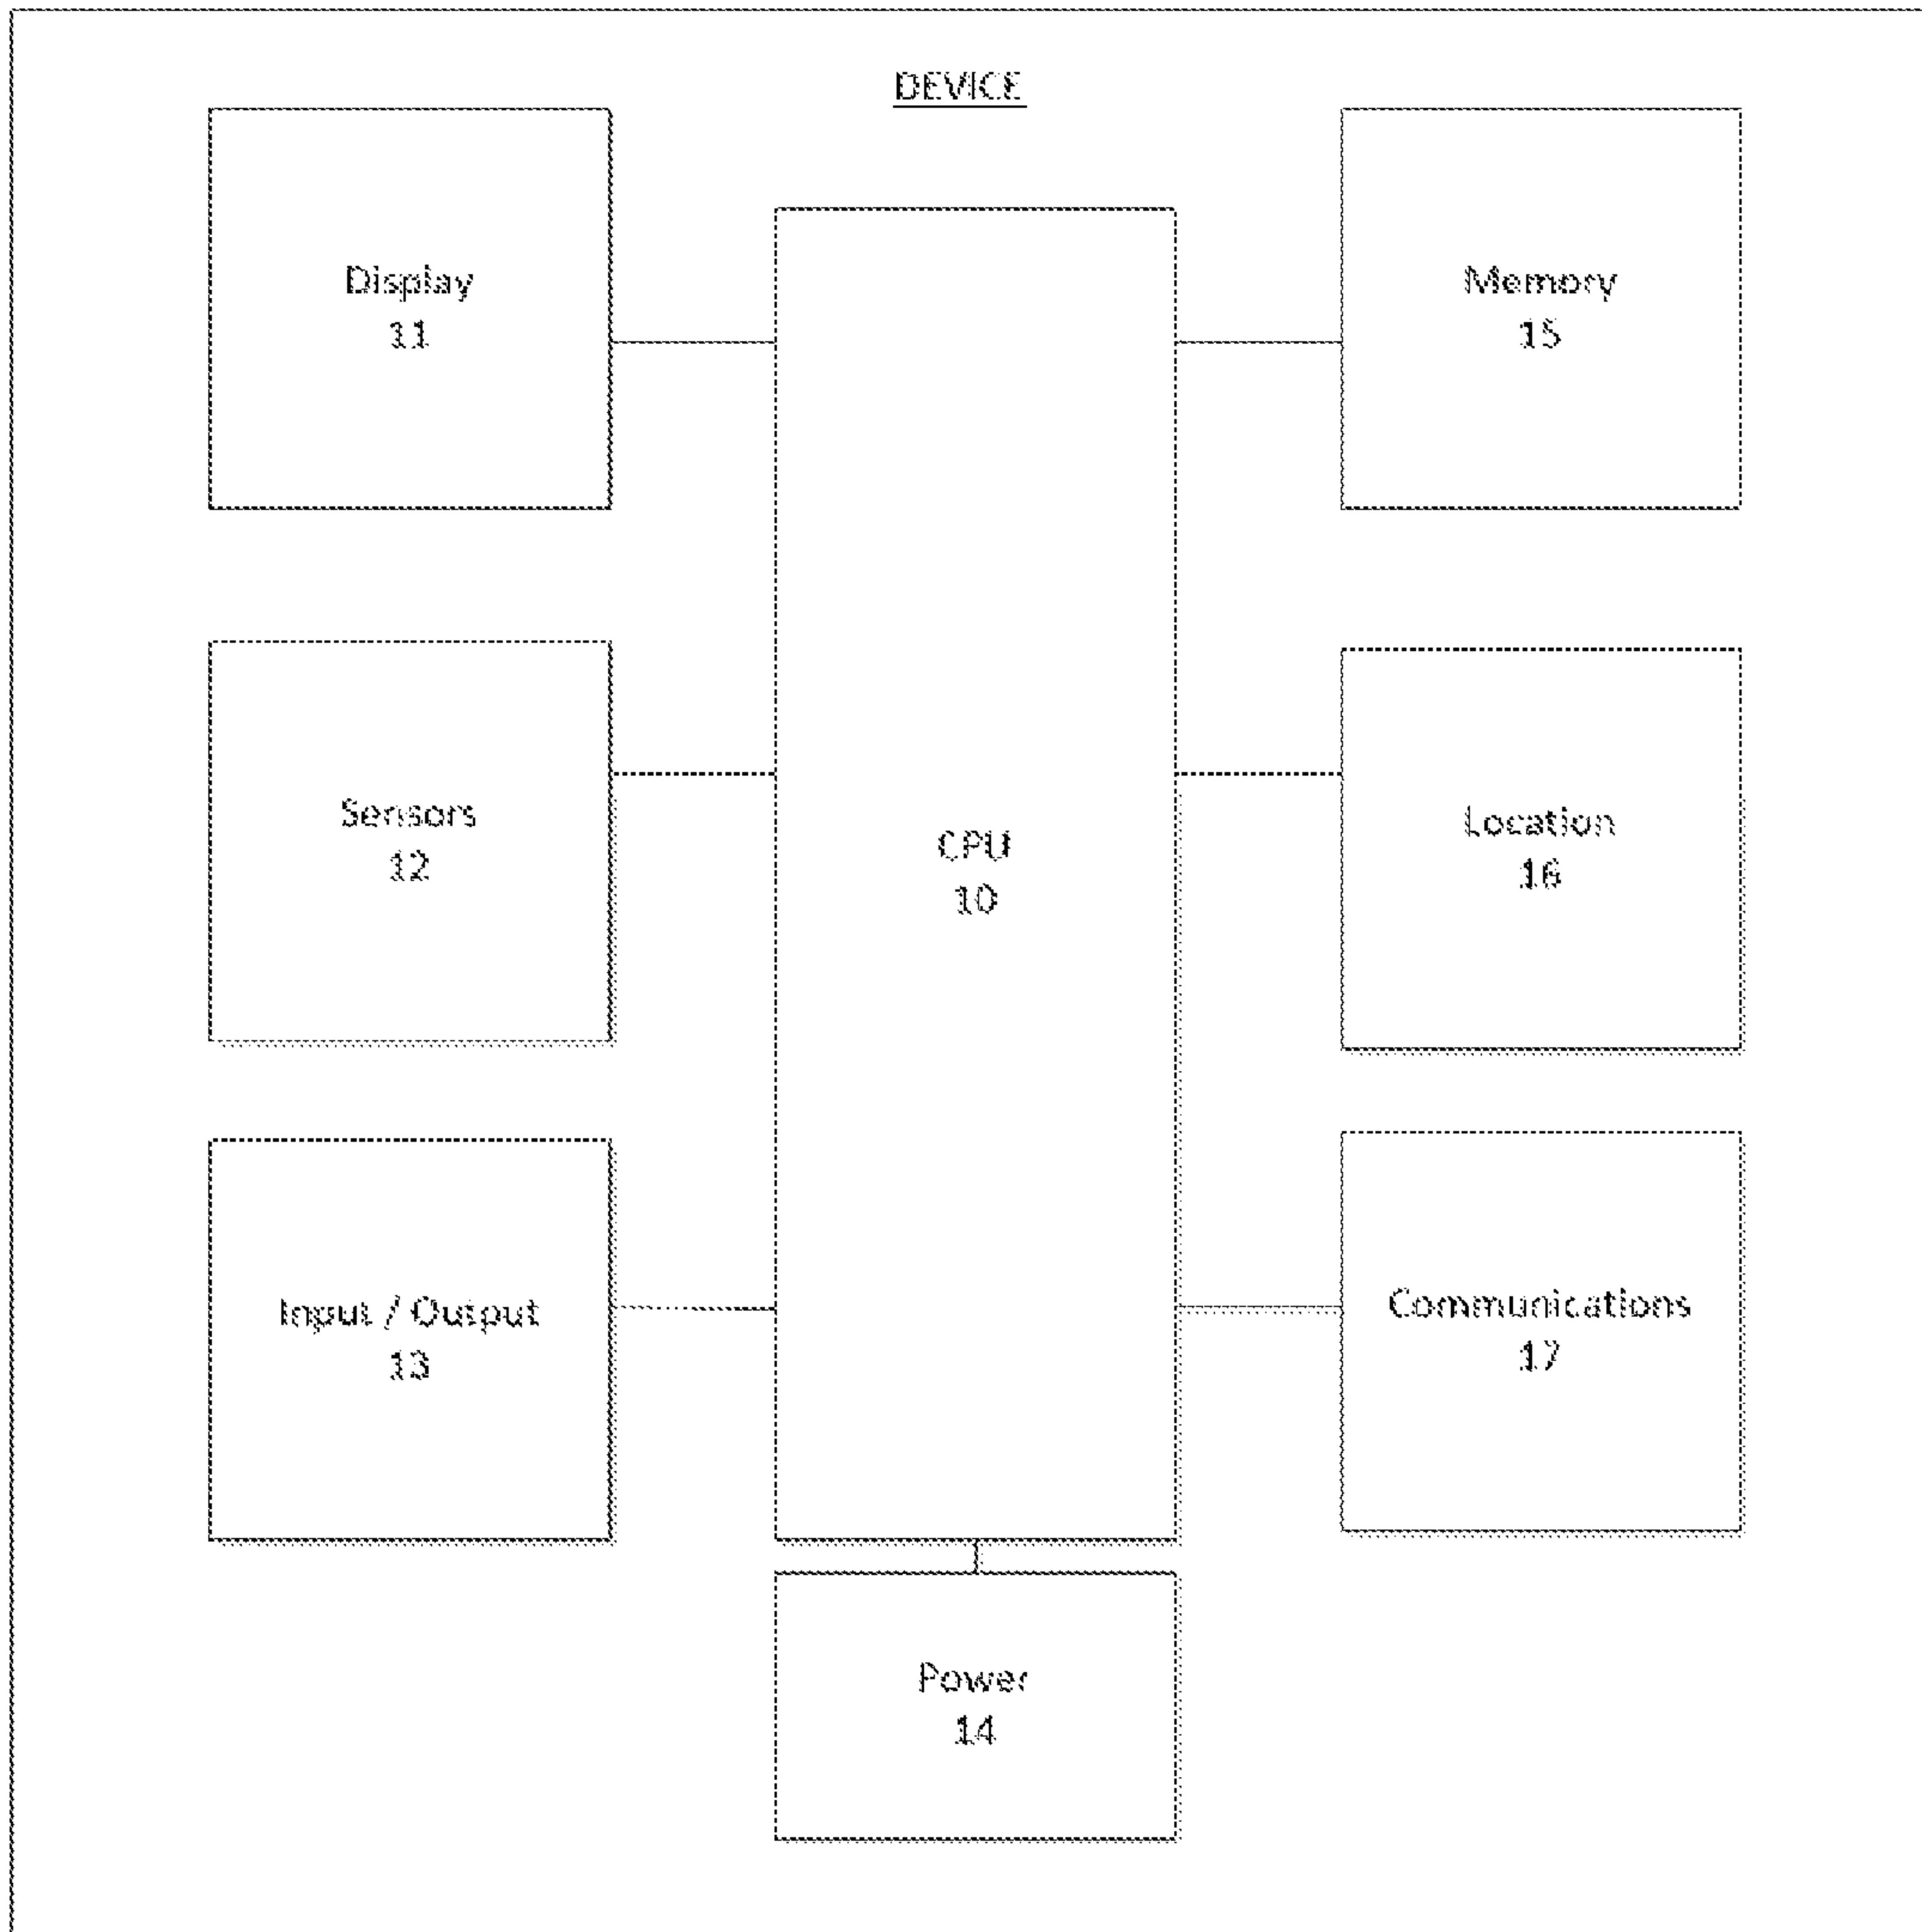 DEVICE
Display
11
Memory
15
Sensors
12
CPU
10
Location
16
Input / Output
13
Communications
17
Power
14